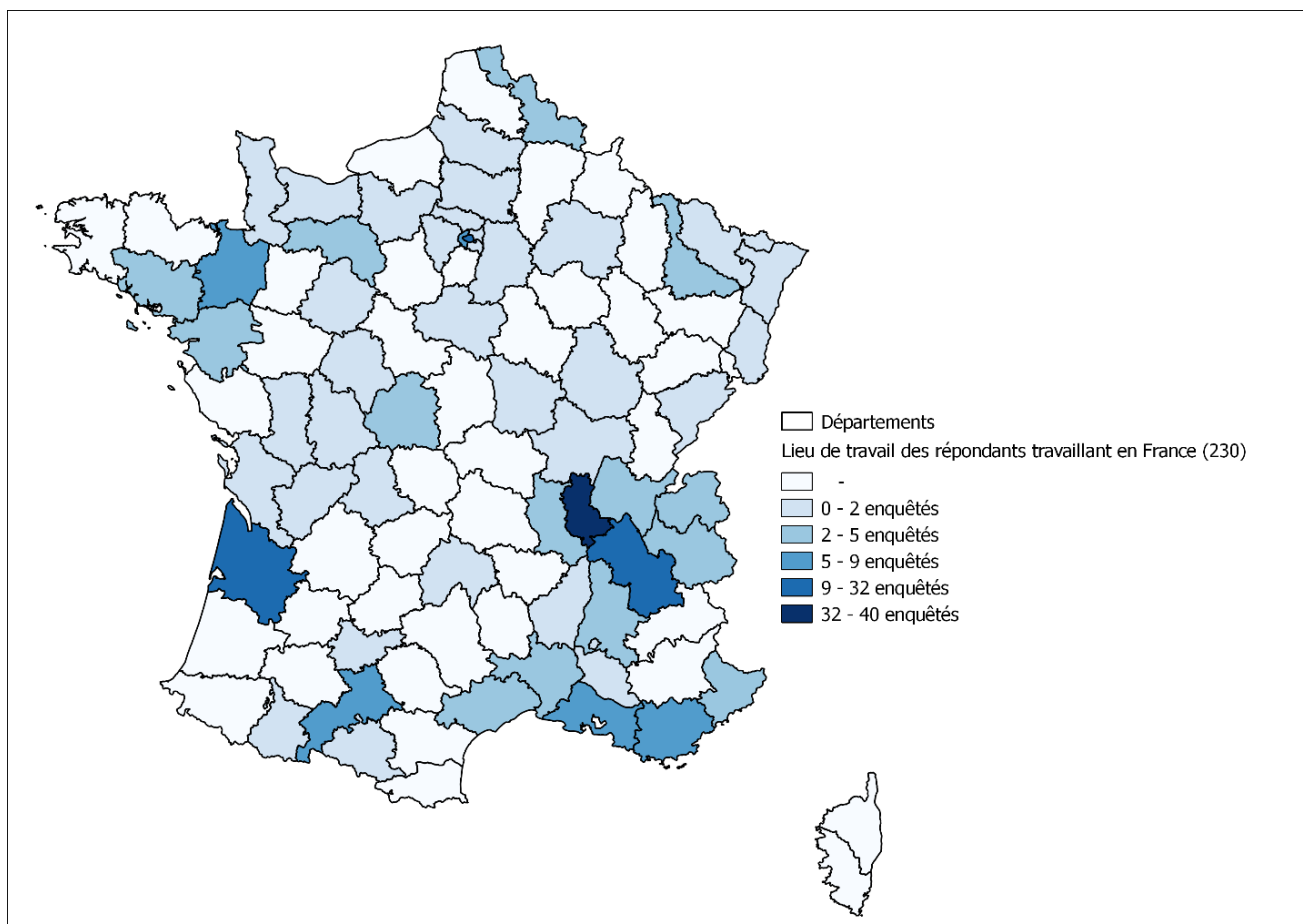 Départements
Lieu de travail des répondants travaillant en France (230)
-
0 - 2 enquêtés
2 - 5 enquêtés
5 - 9 enquêtés
9 - 32 enquêtés
32 - 40 enquêtés